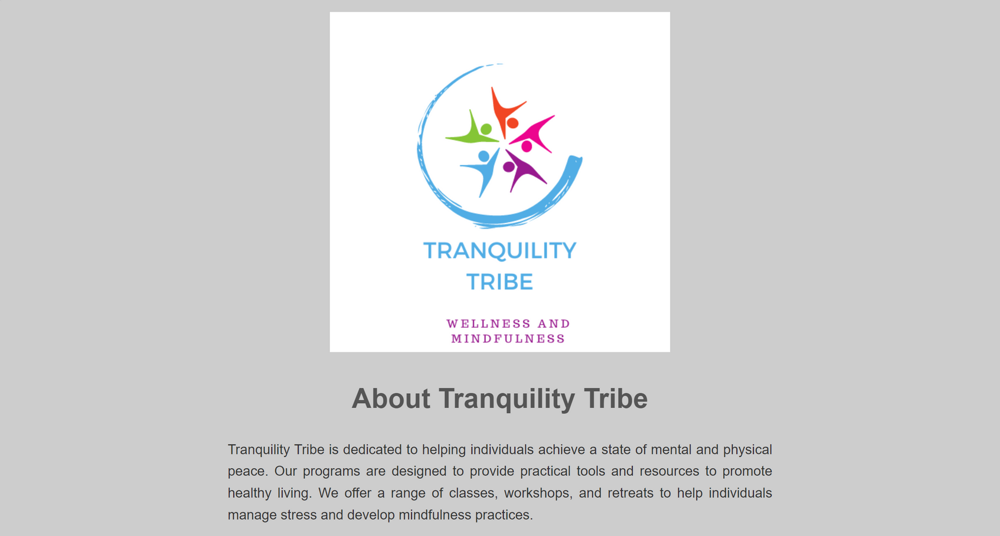 TRANQUILITY
TRIBE
WELLNESS AND
MINDFULNESS
About Tranquility Tribe
Tranquility Tribe is dedicated to helping individuals achieve a state of mental and physical
peace. Our programs are designed to provide practical tools and resources to promote
healthy living. We offer a range of classes, workshops, and retreats to help individuals
manage stress and develop mindfulness practices.